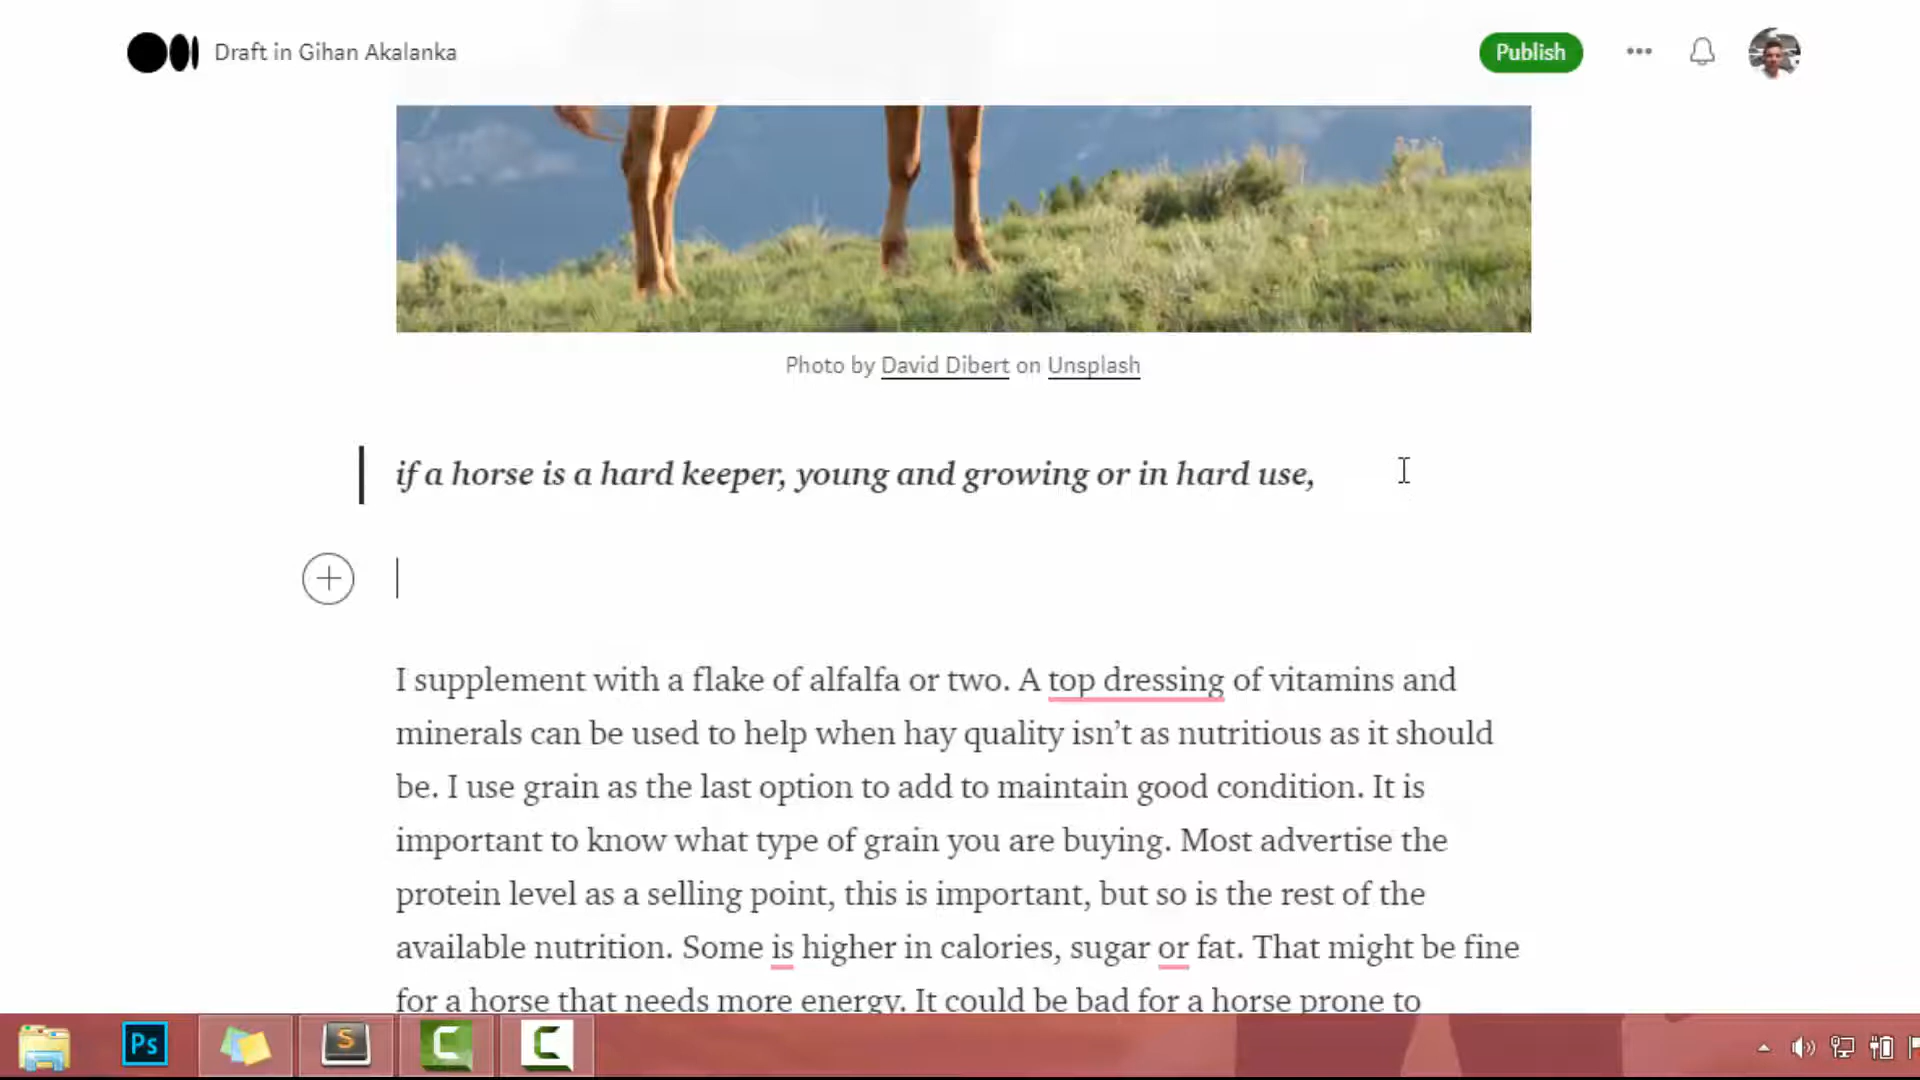 Draft in Gihan Akalanka
Publish
Photo by David Dibert on Unsplash
if a horse is a hard keeper, young and growing or in hard use,
I supplement with a flake of alfalfa or two. A top dressing of vitamins and
minerals can be used to help when hay quality isn't as nutritious as it should
be. I use grain as the last option to add to maintain good condition. It is
important to know what type of grain you are buying. Most advertise the
protein level as a selling point, this is important, but so is the rest of the
available nutrition. Some is higher in calories, sugar or fat. That might be fine
for a horse that needs more energy. It could be bad for a horse prone to
Ps
S
C
C